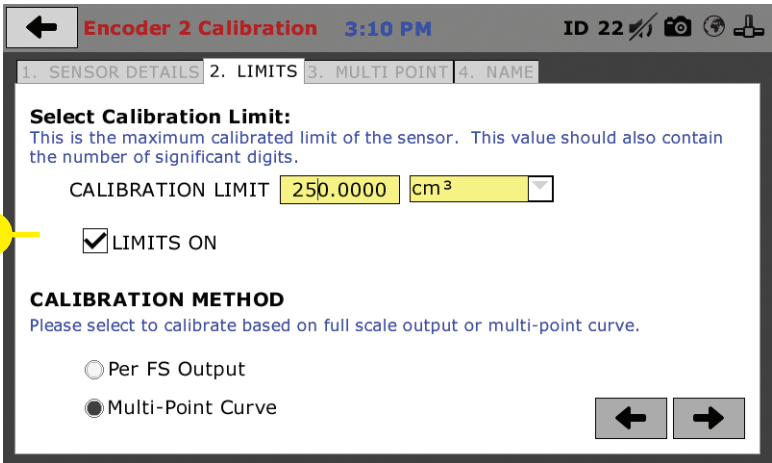 Encoder 2 Calibration 3:10 PM ID 22
1. SENSOR DETAILS 2. LIMITS 3. MULTI POINT 4. NAME
Select Calibration Limit:
This is the maximum calibrated limit of the sensor. This value should also contain
the number of significant digits.
CALIBRATION LIMIT 250.0000 cm³
LIMITS ON
CALIBRATION METHOD
Please select to calibrate based on full scale output or multi-point curve.
Per FS Output
Multi-Point Curve